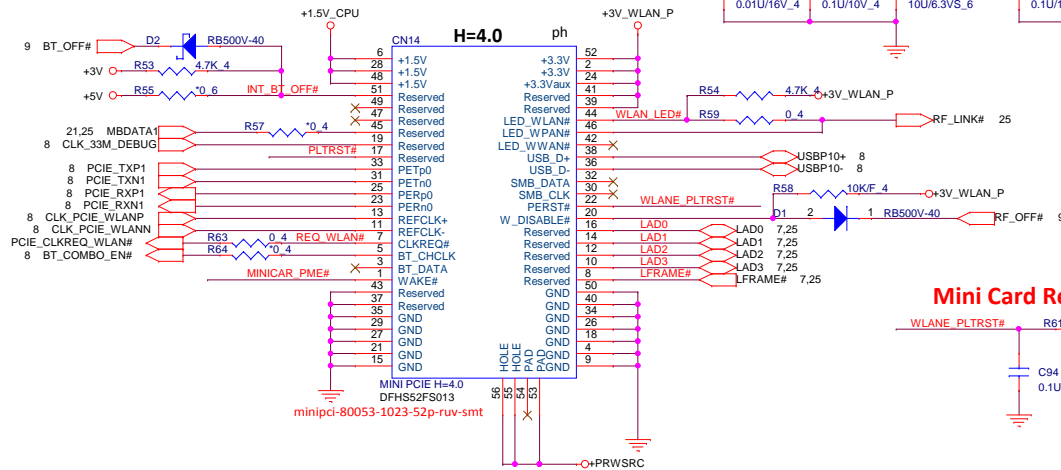 +1.5V_CPU
+3V_WLAN_P
0.01U/16V_4
0.1U/10V_4
10U/6.3VS_6
CN14
H=4.0
ph
9 BT_OFF#
D2
RB500V-40
+3V
R53
4.7K_4
+5V
R55
*0_6
INT_BT_OFF#
21,25 MBDATA1
R57
*0_4
8 CLK_33M_DEBUG
PLTRST#
8 PCIE_TXP1
8 PCIE_TXN1
8 PCIE_RXP1
8 PCIE_RXN1
8 CLK_PCIE_WLANP
8 CLK_PCIE_WLANN
PCIE_CLKREQ_WLAN#
R63
0_4
REQ_WLAN#
8 BT_COMBO_EN#
R64
*0_4
MINICAR_PME#
6 +1.5V
28 +1.5V
48 +1.5V
51 Reserved
49 Reserved
47 Reserved
45 Reserved
19 Reserved
17 Reserved
33 PETp0
31 PETn0
25 PERp0
23 PERn0
13 REFCLK+
11 REFCLK-
7 CLKREQ#
5 BT_CHCLK
3 BT_DATA
1 WAKE#
43 Reserved
37 Reserved
35 GND
29 GND
27 GND
21 GND
15 GND
+3.3V 52
+3.3V 2
+3.3Vaux 24
Reserved 41
Reserved 39
LED_WLAN# 44
LED_WPAN# 46
LED_WWAN# 42
USB_D+ 38
USB_D- 36
SMB_DATA 32
SMB_CLK 30
PERST# 22
W_DISABLE# 20
Reserved 16
Reserved 14
Reserved 12
Reserved 10
Reserved 8
GND 50
GND 40
GND 34
GND 26
GND 18
GND 4
GND 9
HOLE 56
HOLE 55
PAD 54
PAD 53
WLAN_LED#
R54
4.7K_4
+3V_WLAN_P
R59
0_4
RF_LINK# 25
USBP10+ 8
USBP10- 8
WLANE_PLTRST#
R58
10K/F_4
+3V_WLAN_P
D1
2
1
RB500V-40
RF_OFF#
LAD0
LAD0 7,25
LAD1
LAD1 7,25
LAD2
LAD2 7,25
LAD3
LAD3 7,25
LFRAME#
LFRAME# 7,25
MINI PCIE H=4.0
DFHS52FS013
minipci-80053-1023-52p-ruv-smt
+PRWSRC
Mini Card
WLANE_PLTRST#
R61
C94